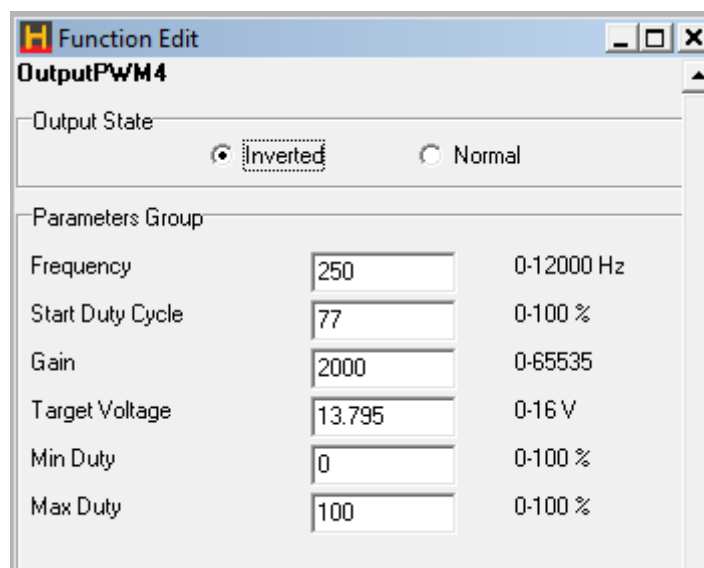 Function Edit
OutputPWM4
Output State
Inverted Normal
Parameters Group
Frequency 250 0-12000 Hz
Start Duty Cycle 77 0-100 %
Gain 2000 0-65535
Target Voltage 13.795 0-16 V
Min Duty 0 0-100 %
Max Duty 100 0-100 %